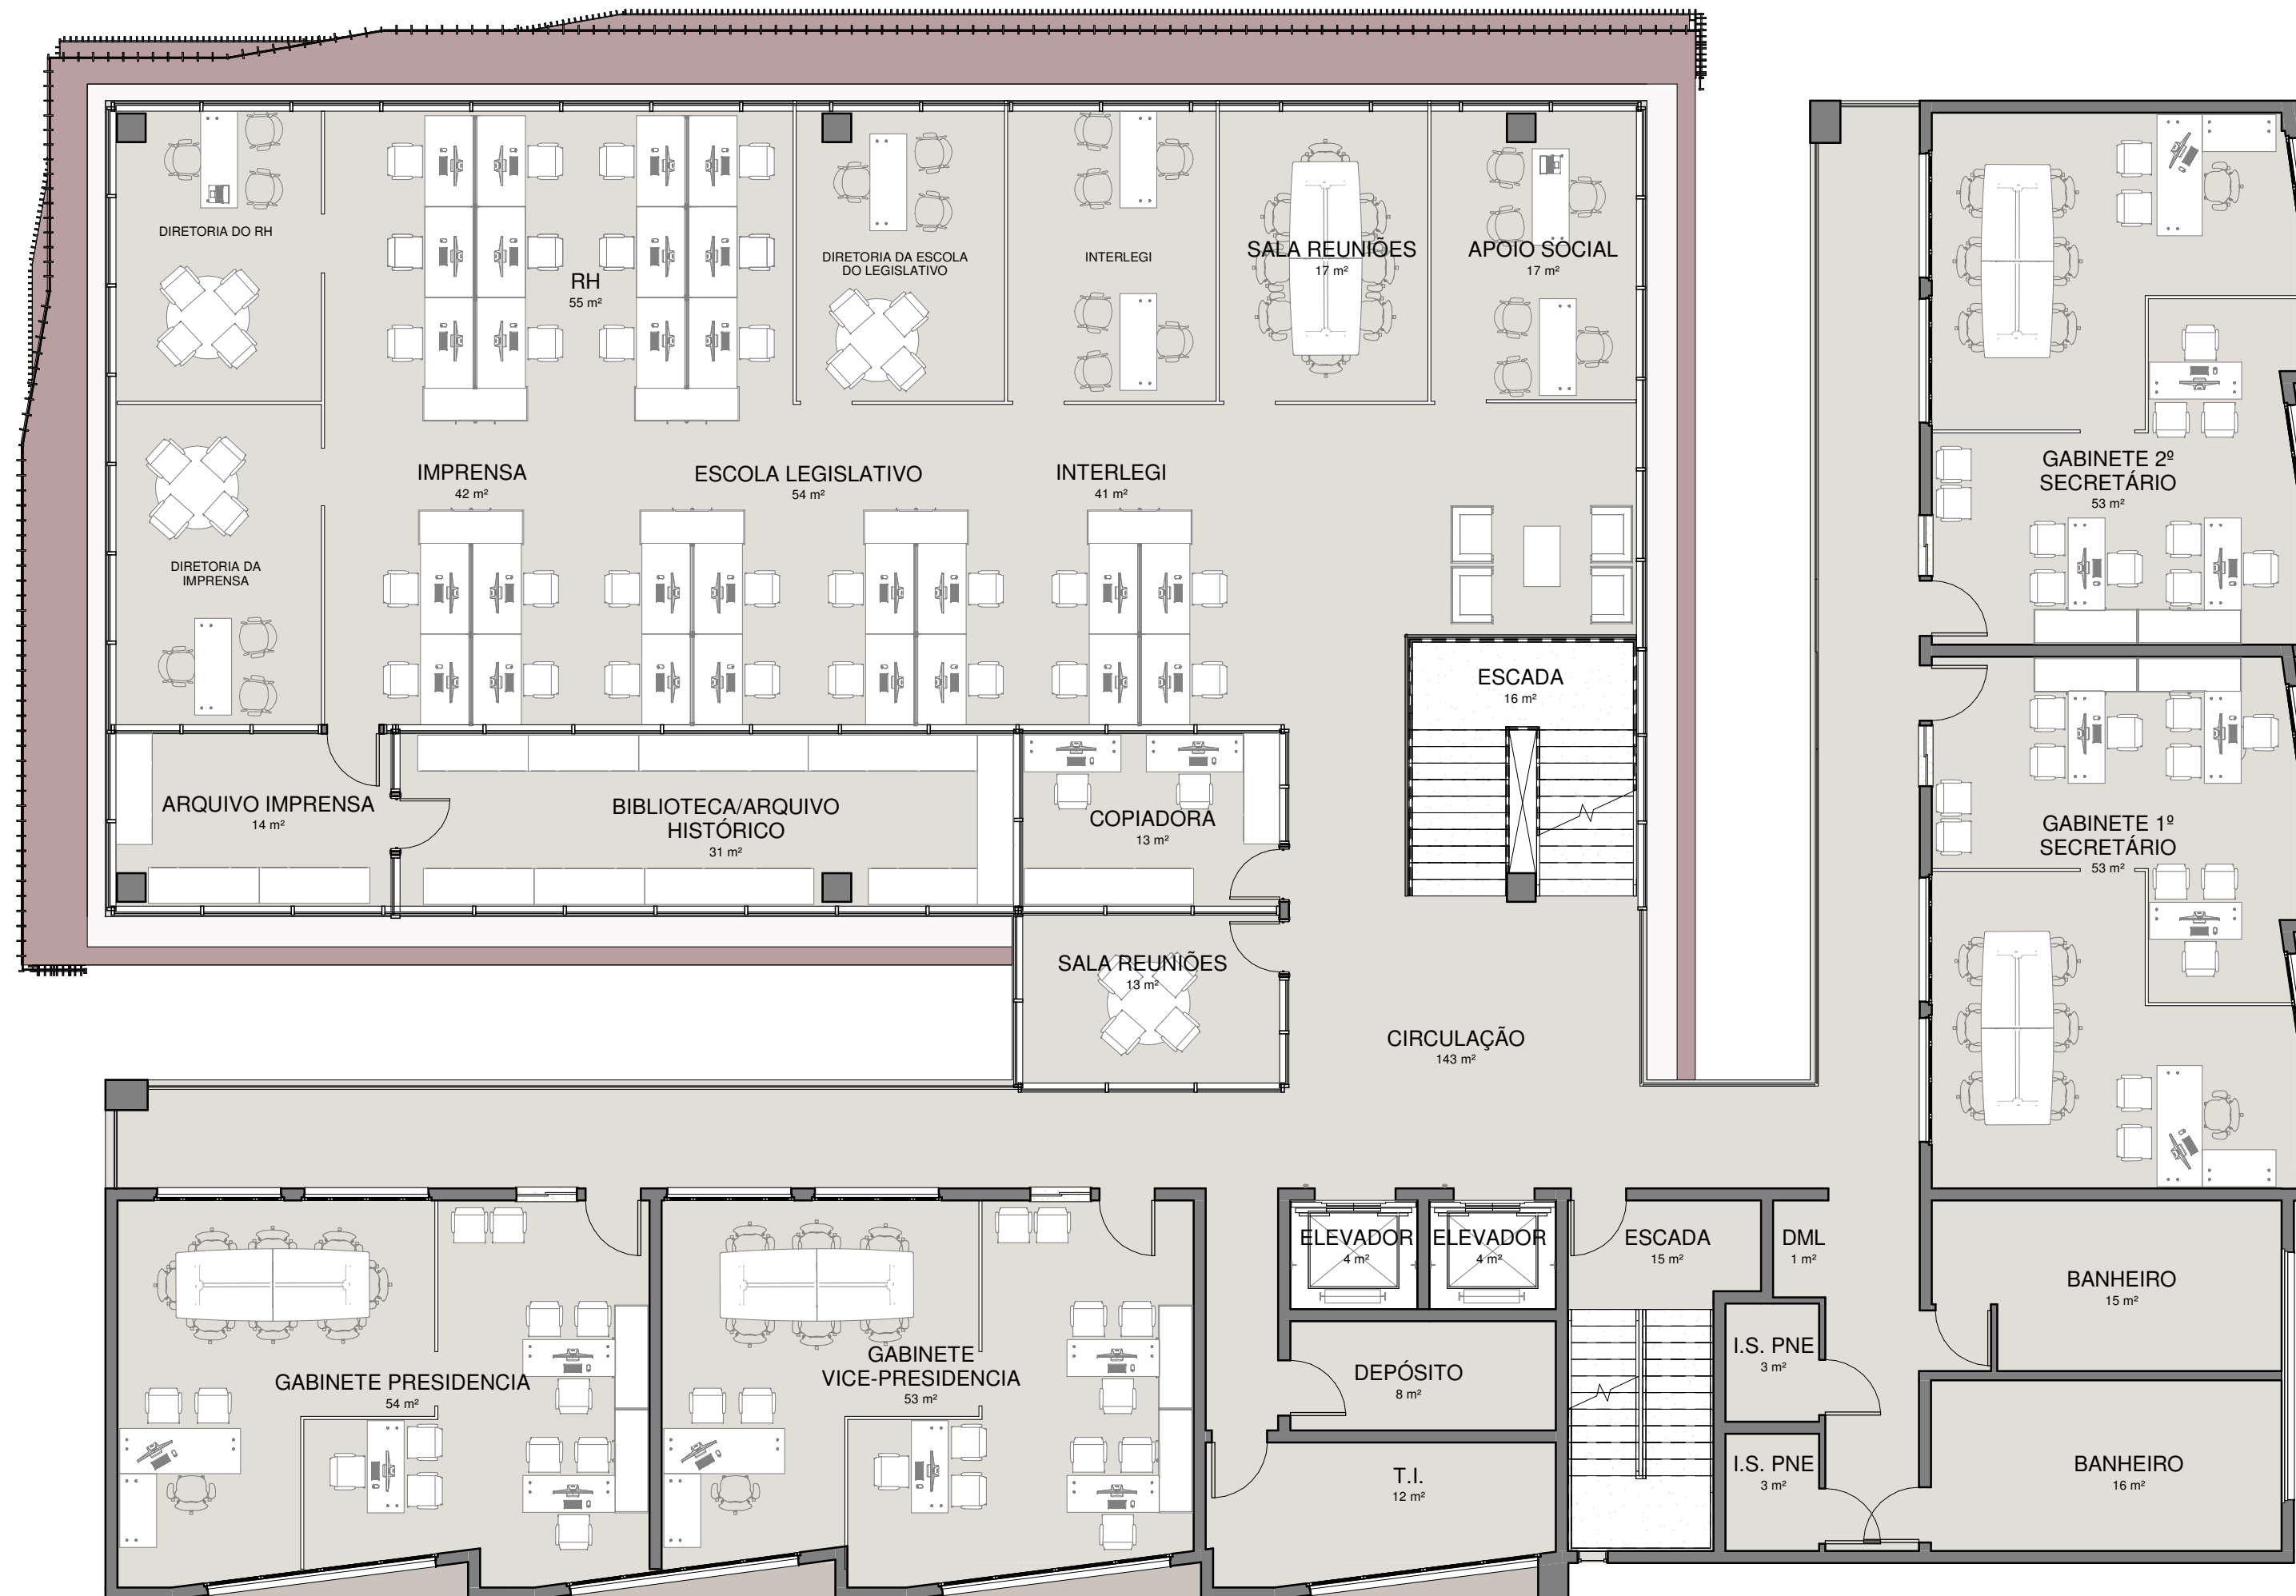 DIRETORIA DO RH
RH
55 m²
DIRETORIA DA ESCOLA
DO LEGISLATIVO
INTERLEGI
SALA REUNIÕES
17 m²
APOIO SOCIAL
17 m²
IMPRENSA
42 m²
ESCOLA LEGISLATIVO
54 m²
INTERLEGI
41 m²
GABINETE 2º
SECRETÁRIO
53 m²
DIRETORIA DA
IMPRENSA
ESCADA
16 m²
ARQUIVO IMPRENSA
14 m²
BIBLIOTECA/ARQUIVO
HISTÓRICO
31 m²
COPIADORA
13 m²
GABINETE 1º
SECRETÁRIO
53 m²
SALA REUNIÕES
13 m²
CIRCULAÇÃO
143 m²
ELEVADOR
4 m²
ELEVADOR
4 m²
ESCADA
15 m²
DML
1 m²
BANHEIRO
15 m²
GABINETE PRESIDENCIA
54 m²
GABINETE
VICE-PRESIDENCIA
53 m²
DEPÓSITO
8 m²
I.S. PNE
3 m²
T.I.
12 m²
I.S. PNE
3 m²
BANHEIRO
16 m²